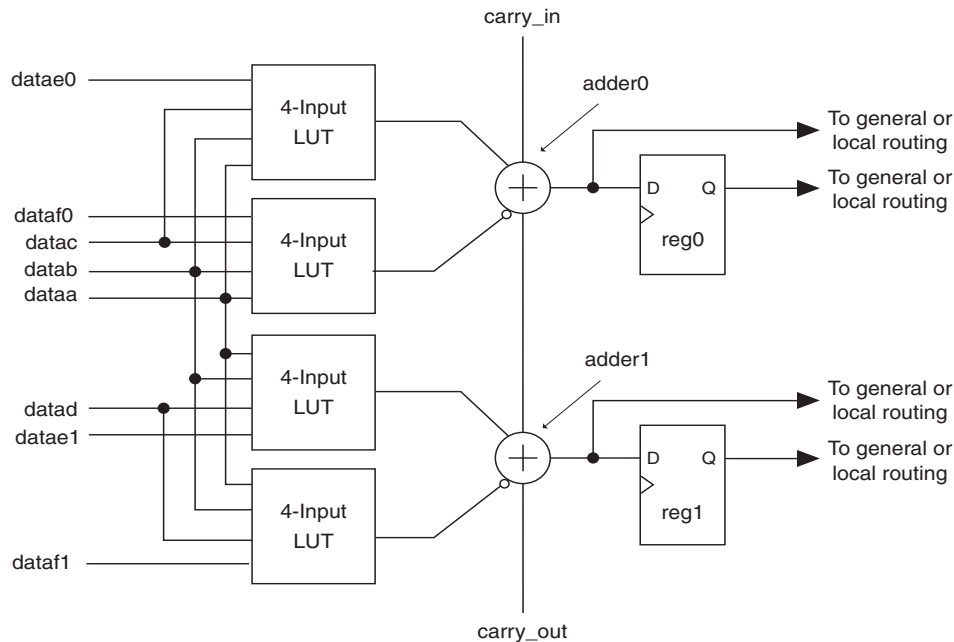 carry_in
datae0
4-Input
LUT
adder0
To general or
local routing
dataf0
datac
datab
dataa
4-Input
LUT
D Q
reg0
To general or
local routing
4-Input
LUT
adder1
To general or
local routing
datad
datae1
4-Input
LUT
D Q
reg1
To general or
local routing
dataf1
carry_out